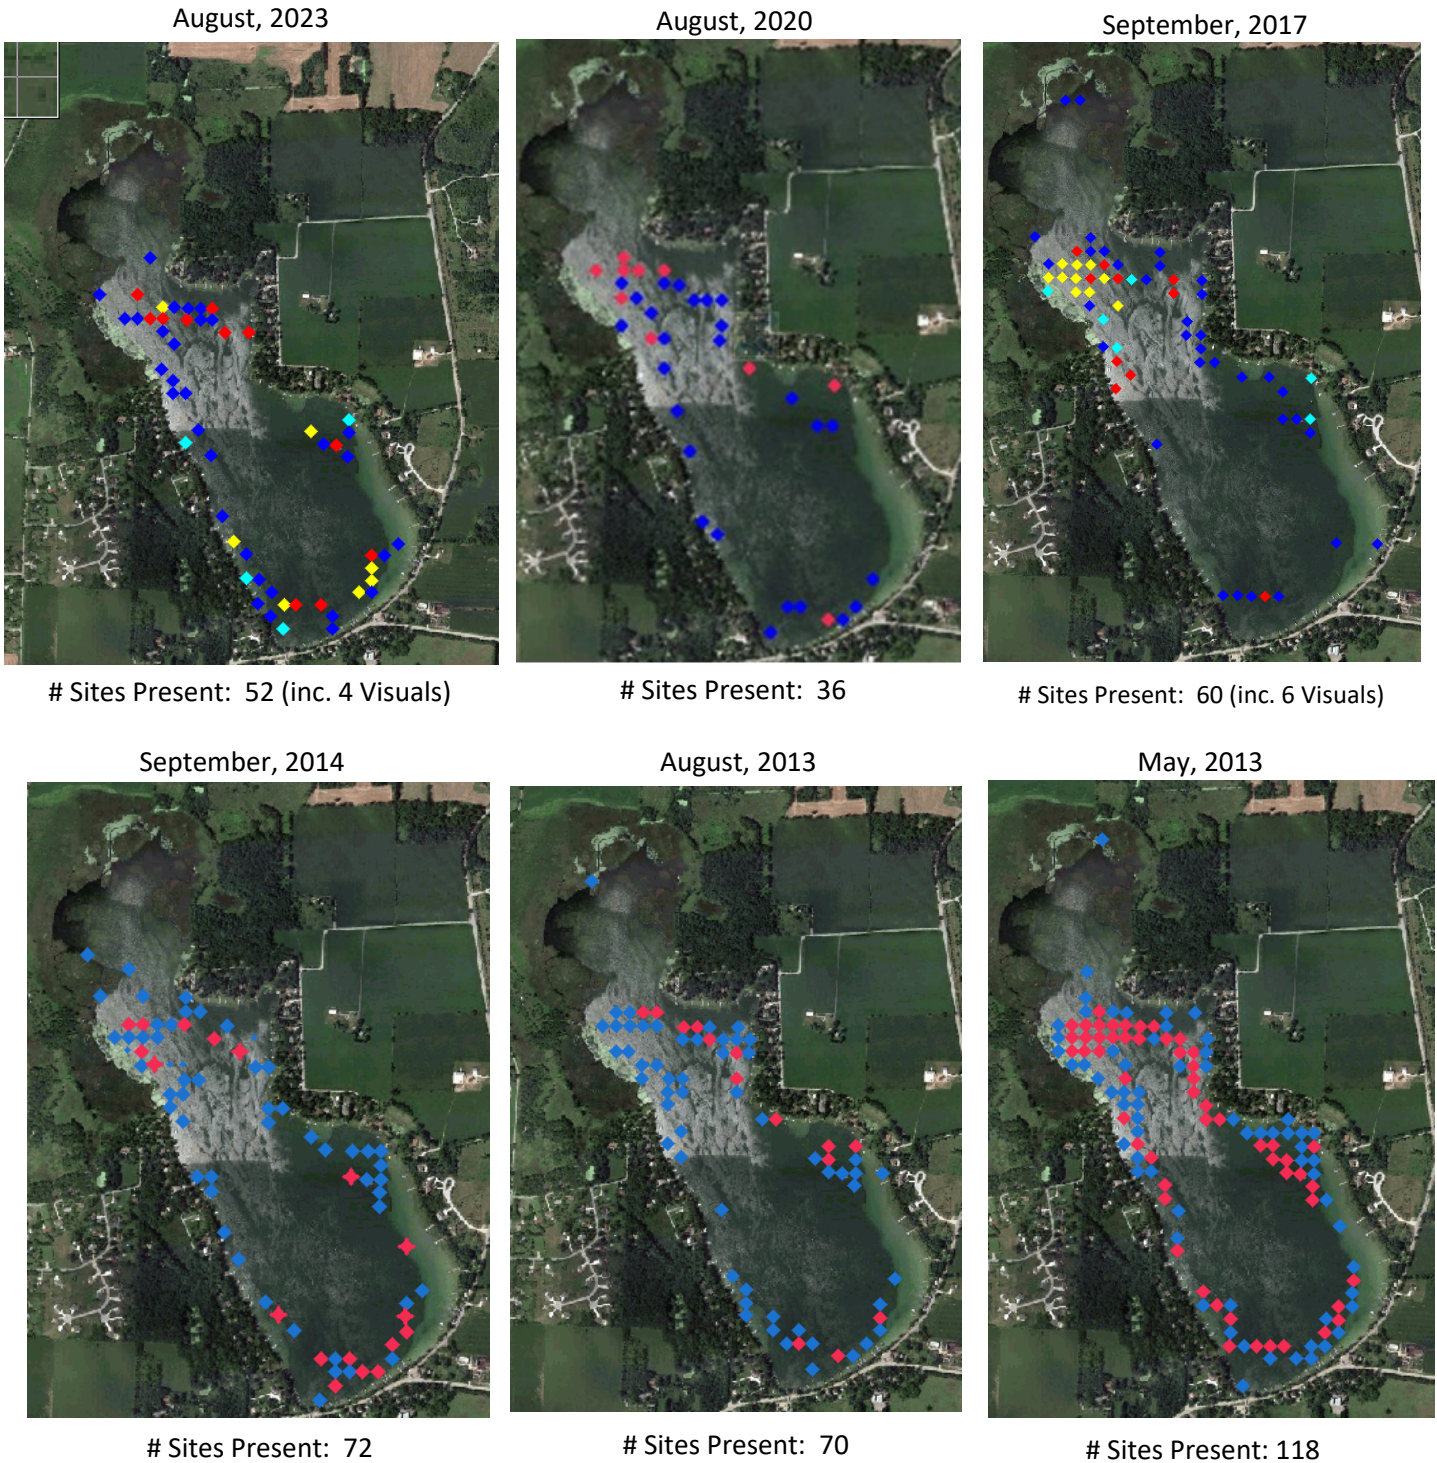 August, 2023
August, 2020
September, 2017
# Sites Present:  52 (inc. 4 Visuals)
# Sites Present:  36
# Sites Present:  60 (inc. 6 Visuals)
September, 2014
August, 2013
May, 2013
# Sites Present:  72
# Sites Present:  70
# Sites Present: 118